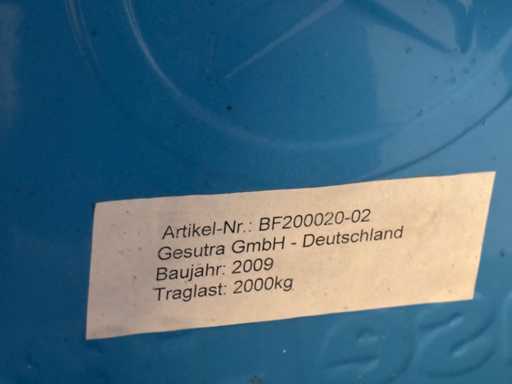 Artikel-Nr.: BF200020-02
Gesutra GmbH - Deutschland
Baujahr: 2009
Traglast: 2000kg